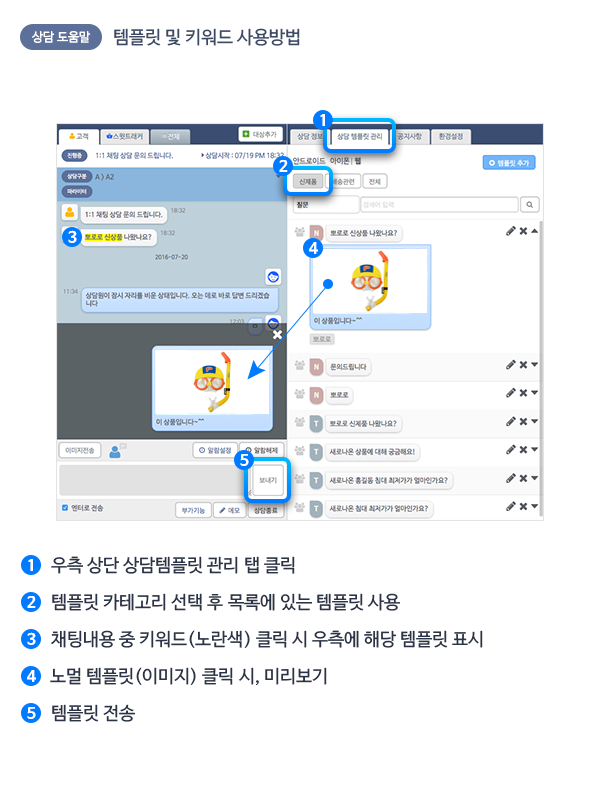 상담 도움말 템플릿 및 키워드 사용방법
고객 스윗트래커 전체 대상추가
진행중 1:1 채팅 상담 문의 드립니다. 상담시작 : 07/19 PM 18:32
상담구분 A > A2
파라미터
1:1 채팅 상담 문의 드립니다. 18:32
3 뽀로로 신상품 나왔나요? 18:32
2016-07-20
11:34 상담원이 잠시 자리를 비운 상태입니다. 오는 데로 바로 답변 드리겠습
니다
12:03 ㅁ
이 상품입니다~^^
이미지전송 알람설정 알람해제
5 보내기
엔터로 전송 부가기능 메모 상담종료
1
상담 정보 상담 템플릿 관리 공지사항 환경설정
안드로이드 아이폰 웹 템플릿 추가
2 신제품 배송관련 전체
질문 검색어 입력
N 뽀로로 신상품 나왔나요?
4
이 상품입니다~^^
뽀로로
N 문의드립니다
N 뽀로로
T 뽀로로 신제품 나왔나요?
T 새로나온 상품에 대해 궁금해요!
T 새로나온 홍길동 침대 최저가가 얼마인가요?
T 새로나온 침대 최저가가 얼마인가요?
1 우측 상단 상담템플릿 관리 탭 클릭
2 템플릿 카테고리 선택 후 목록에 있는 템플릿 사용
3 채팅내용 중 키워드(노란색) 클릭 시 우측에 해당 템플릿 표시
4 노멀 템플릿(이미지) 클릭 시, 미리보기
5 템플릿 전송